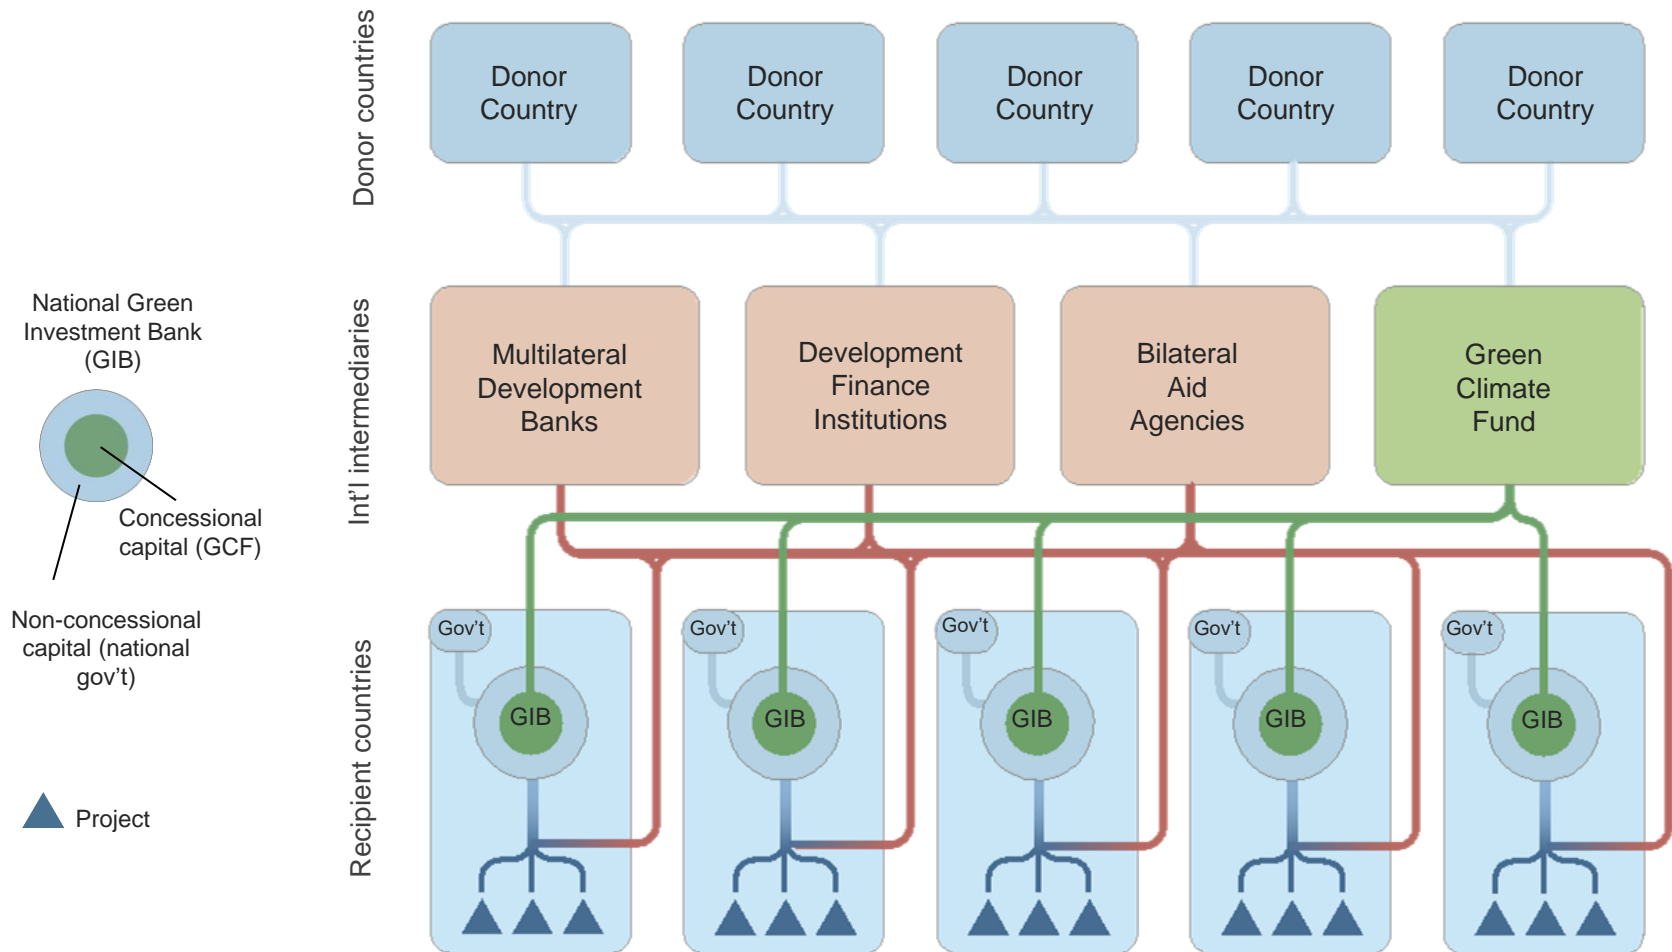 Donor countries
Donor
Country
Donor
Country
Donor
Country
Donor
Country
Donor
Country
Int'l intermediaries
Multilateral
Development
Banks
Development
Finance
Institutions
Bilateral
Aid
Agencies
Green
Climate
Fund
National Green
Investment Bank
(GIB)
Concessional
capital (GCF)
Non-concessional
capital (national
gov't)
Project
Recipient countries
Gov't
GIB
Gov't
GIB
Gov't
GIB
Gov't
GIB
Gov't
GIB